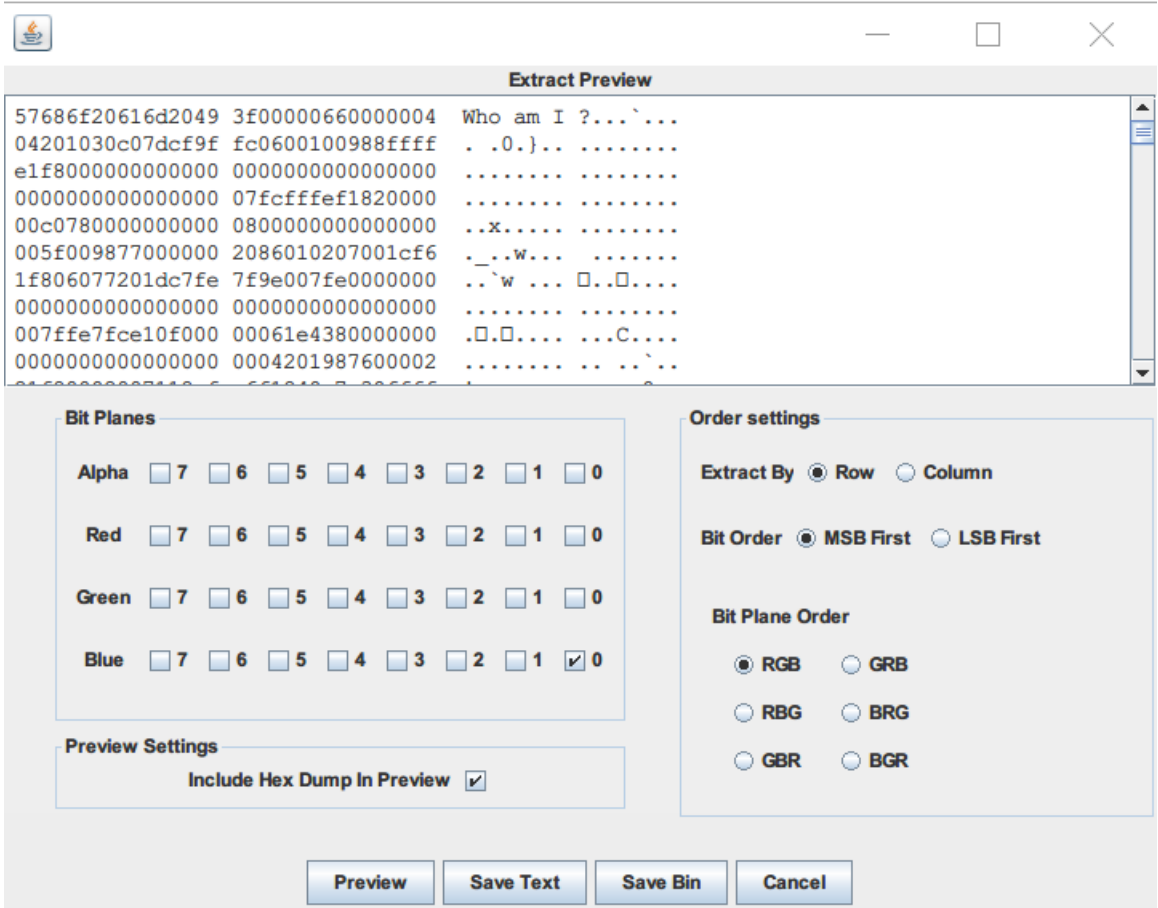 Extract Preview
57686f20616d2049 3f00000660000004 Who am I ?...`...
04201030c07dcf9f fc0600100988ffff . .0.}.. ........
e1f8000000000000 0000000000000000 ........ ........
0000000000000000 07fcfffef1820000 ........ ........
00c0780000000000 0800000000000000 ..x..... ........
005f009877000000 2086010207001cf6 ._..w... .......
1f806077201dc7fe 7f9e007fe0000000 ..`w ... □..□....
0000000000000000 0000000000000000 ........ ........
007ffe7fce10f000 00061e4380000000 .□.□.... ...C....
0000000000000000 0004201987600002 ........ .. ..`..
Bit Planes
Alpha 7 6 5 4 3 2 1 0
Red 7 6 5 4 3 2 1 0
Green 7 6 5 4 3 2 1 0
Blue 7 6 5 4 3 2 1 0
Preview Settings
Include Hex Dump In Preview
Order settings
Extract By Row Column
Bit Order MSB First LSB First
Bit Plane Order
RGB GRB
RBG BRG
GBR BGR
Preview Save Text Save Bin Cancel